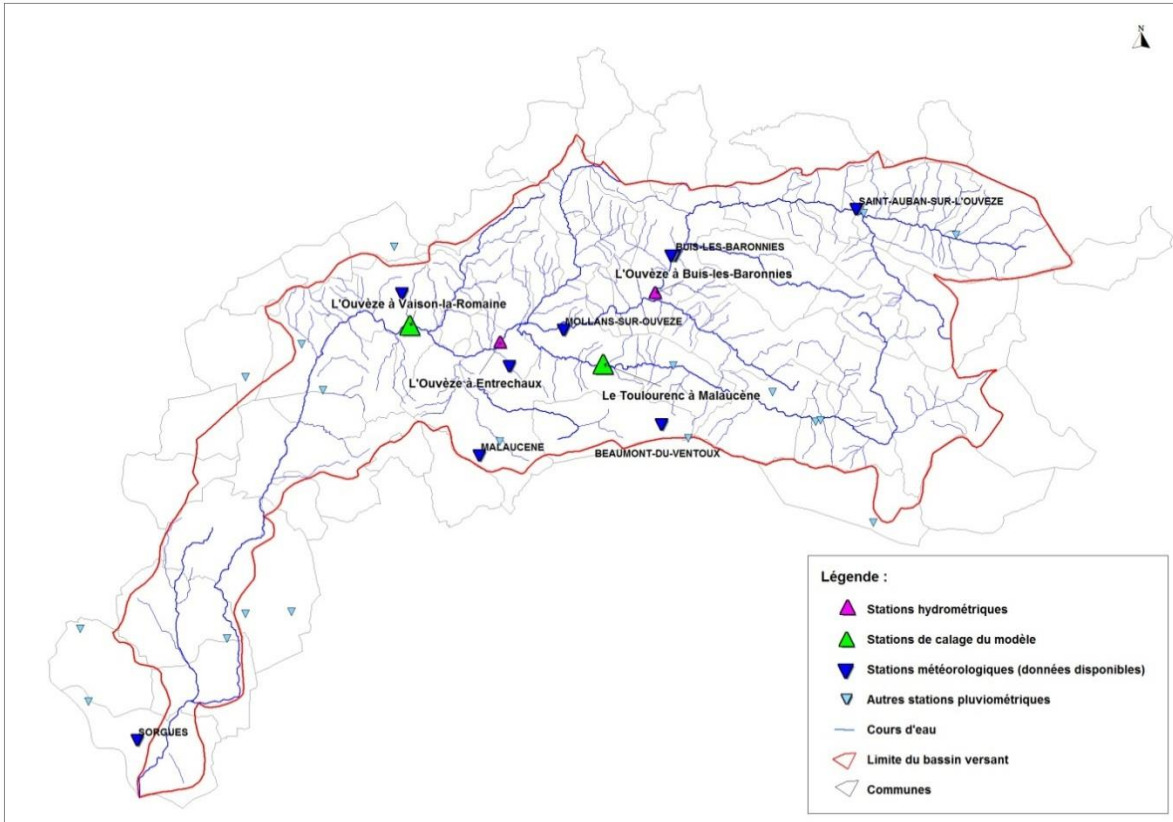 N
SAINT-AUBAN-SUR-L'OUVEZE
BUIS-LES-BARONNIES
L'Ouvèze à Buis-les-Baronnies
L'Ouvèze à Vaison-la-Romaine
MOLLANS-SUR-OUVEZE
L'Ouvèze à Entrechaux
Le Toulourenc à Malaucène
MALAUCENE
BEAUMONT-DU-VENTOUX
SORGUES
Légende :
Stations hydrométriques
Stations de calage du modèle
Stations météorologiques (données disponibles)
Autres stations pluviométriques
Cours d'eau
Limite du bassin versant
Communes